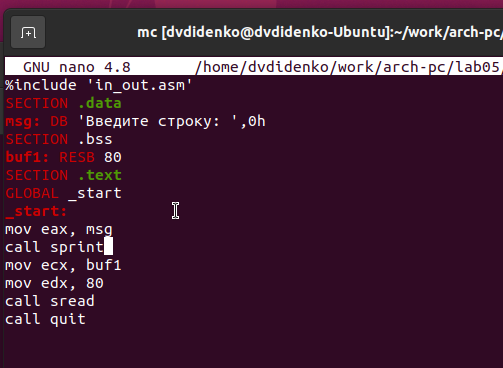 mc [dvdidenko@dvdidenko-Ubuntu]:~/work/arch-pc/
GNU nano 4.8 /home/dvdidenko/work/arch-pc/lab05/
%include 'in_out.asm'
SECTION .data
msg: DB 'Введите строку: ',0h
SECTION .bss
buf1: RESB 80
SECTION .text
GLOBAL _start
_start:
mov eax, msg
call sprint
mov ecx, buf1
mov edx, 80
call sread
call quit